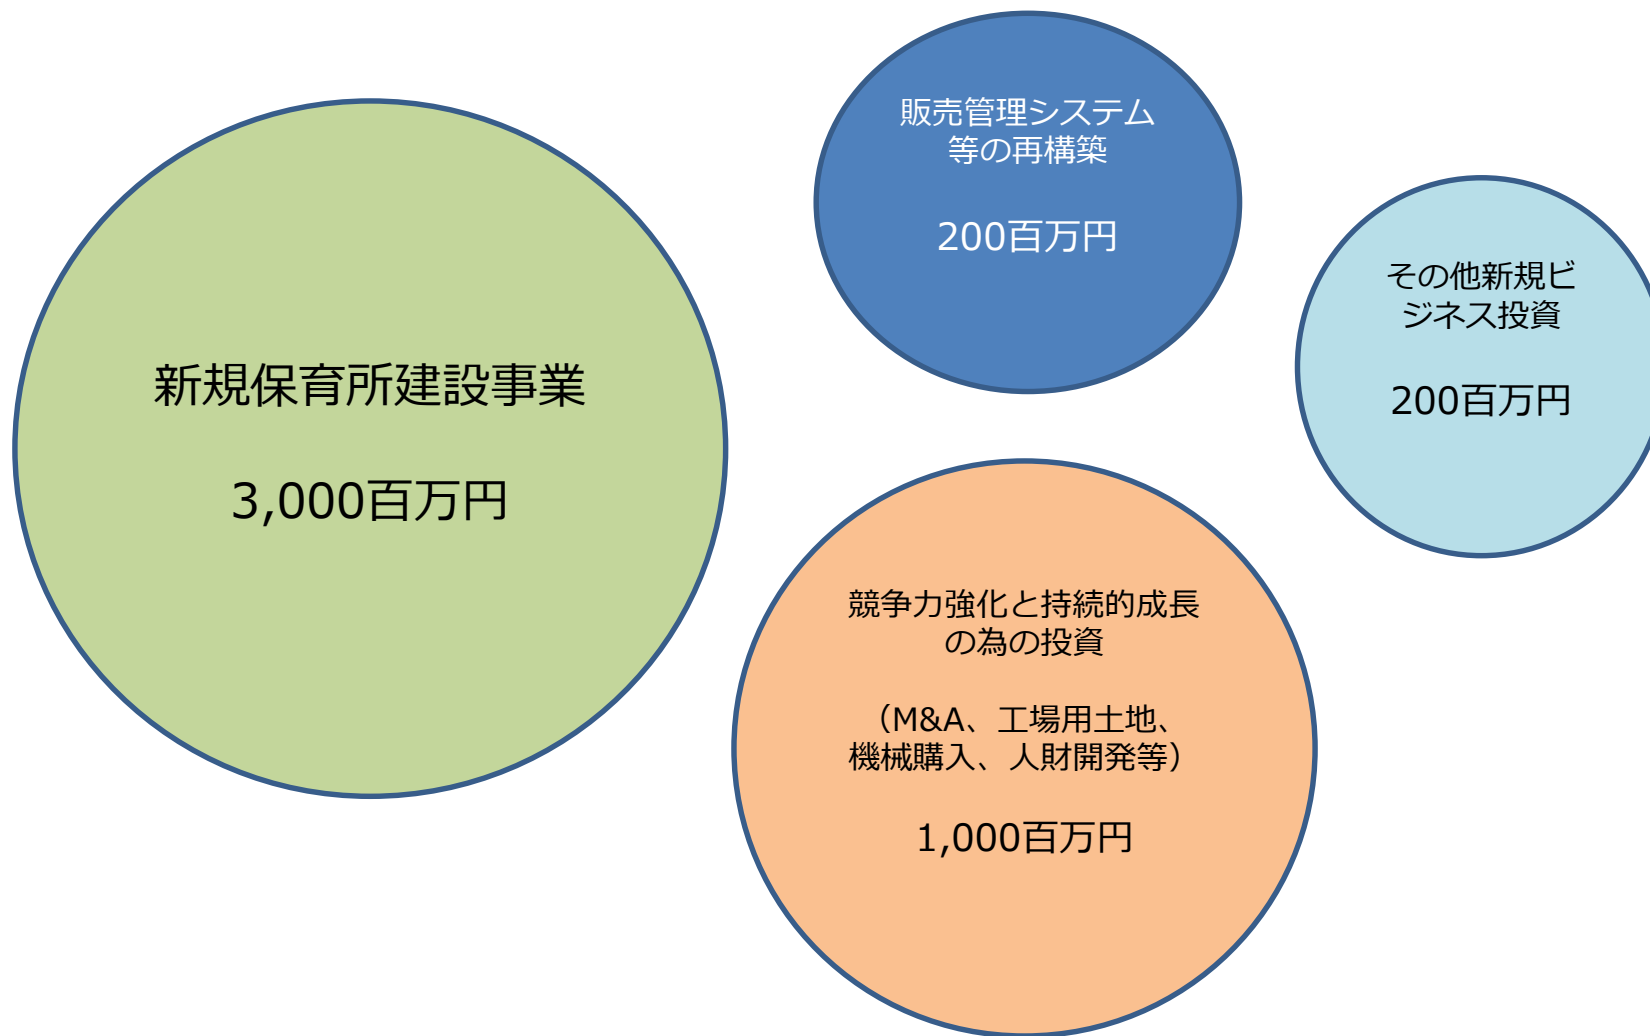 新規保育所建設事業
3,000百万円
販売管理システム
等の再構築
200百万円
その他新規ビ
ジネス投資
200百万円
競争力強化と持続的成長
の為の投資
（M&A、工場用土地、
機械購入、人財開発等）
1,000百万円